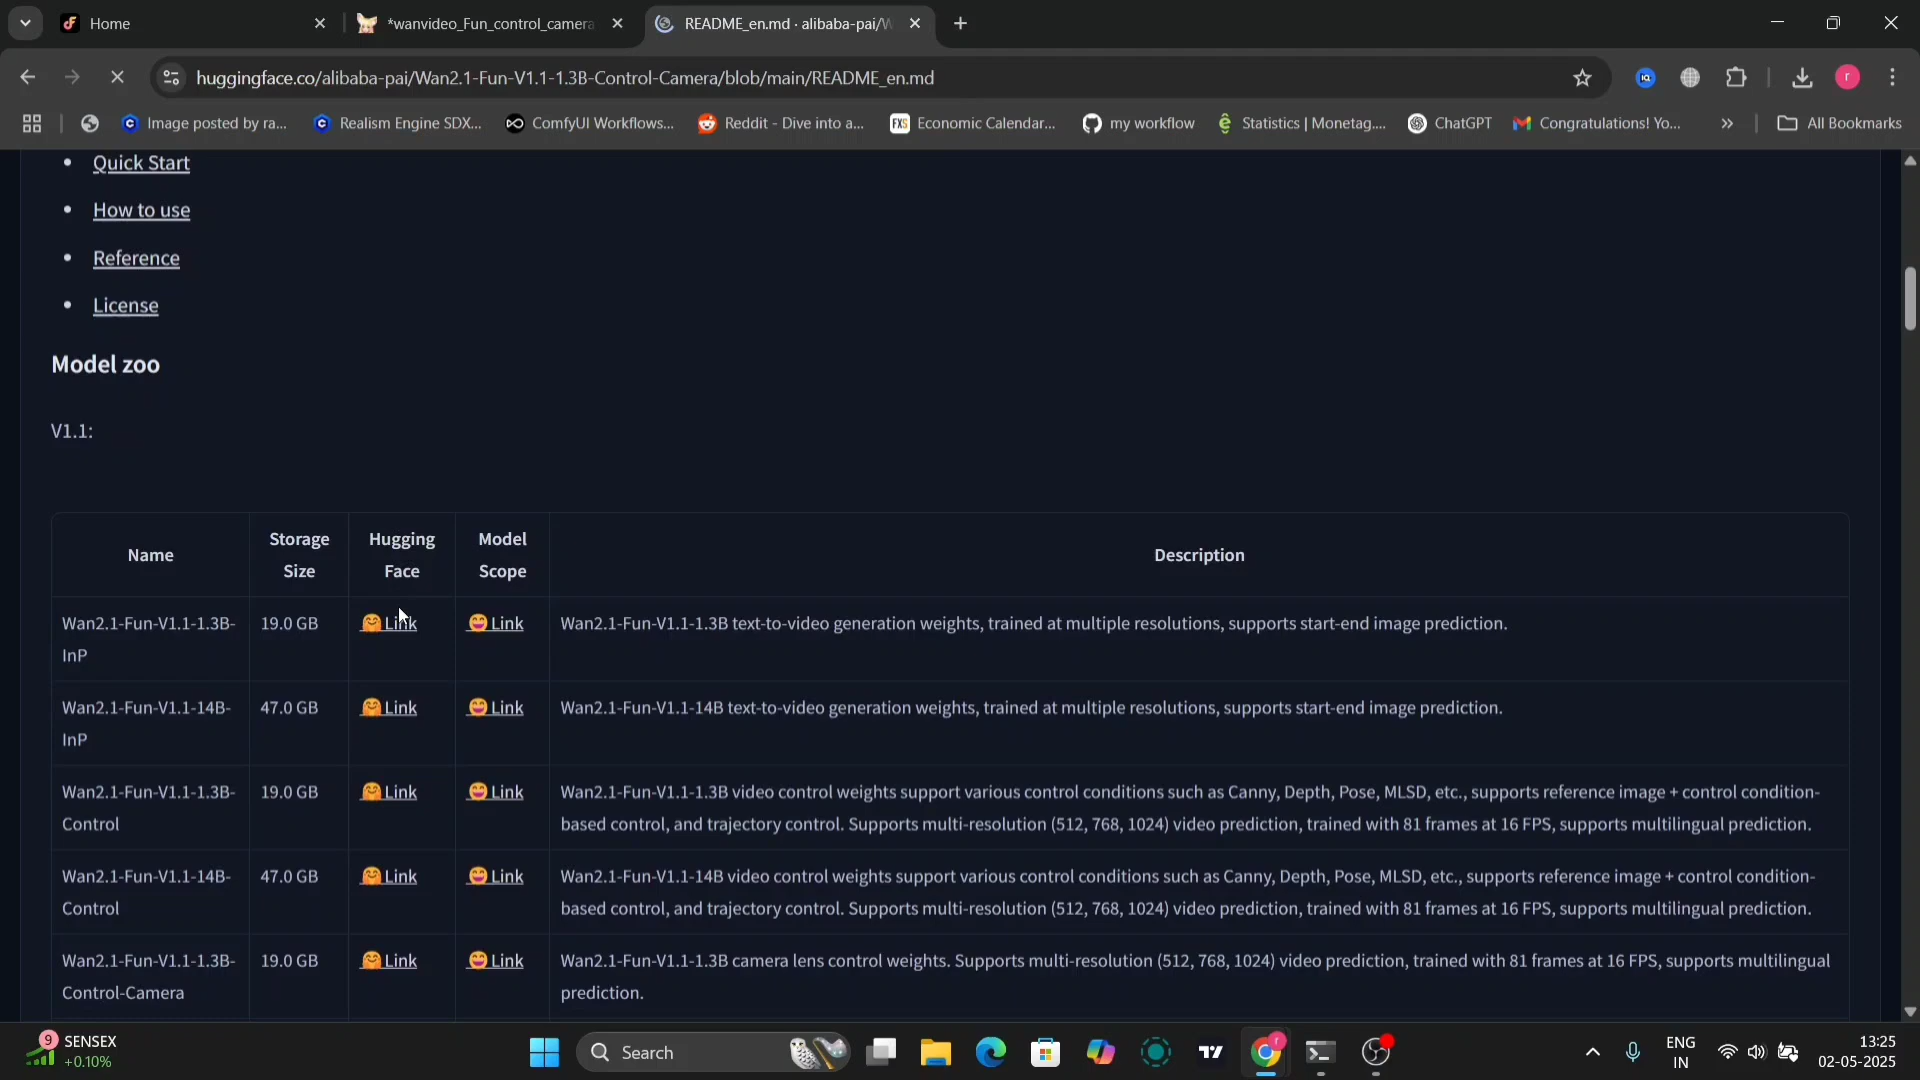 Home
*wanvideo_Fun_control_camera
README_en.md · alibaba-pai/W
huggingface.co/alibaba-pai/Wan2.1-Fun-V1.1-1.3B-Control-Camera/blob/main/README_en.md
Image posted by ra...
Realism Engine SDX...
ComfyUI Workflows...
Reddit - Dive into a...
FXS Economic Calendar...
my workflow
Statistics | Monetag....
ChatGPT
Congratulations! Yo...
All Bookmarks
• Quick Start
• How to use
• Reference
• License
Model zoo
V1.1:
Name
Storage Size
Hugging Face
Model Scope
Description
Wan2.1-Fun-V1.1-1.3B-InP
19.0 GB
🤗Link
😄Link
Wan2.1-Fun-V1.1-1.3B text-to-video generation weights, trained at multiple resolutions, supports start-end image prediction.
Wan2.1-Fun-V1.1-14B-InP
47.0 GB
🤗Link
😄Link
Wan2.1-Fun-V1.1-14B text-to-video generation weights, trained at multiple resolutions, supports start-end image prediction.
Wan2.1-Fun-V1.1-1.3B-Control
19.0 GB
🤗Link
😄Link
Wan2.1-Fun-V1.1-1.3B video control weights support various control conditions such as Canny, Depth, Pose, MLSD, etc., supports reference image + control condition-
based control, and trajectory control. Supports multi-resolution (512, 768, 1024) video prediction, trained with 81 frames at 16 FPS, supports multilingual prediction.
Wan2.1-Fun-V1.1-14B-Control
47.0 GB
🤗Link
😄Link
Wan2.1-Fun-V1.1-14B video control weights support various control conditions such as Canny, Depth, Pose, MLSD, etc., supports reference image + control condition-
based control, and trajectory control. Supports multi-resolution (512, 768, 1024) video prediction, trained with 81 frames at 16 FPS, supports multilingual prediction.
Wan2.1-Fun-V1.1-1.3B-Control-Camera
19.0 GB
🤗Link
😄Link
Wan2.1-Fun-V1.1-1.3B camera lens control weights. Supports multi-resolution (512, 768, 1024) video prediction, trained with 81 frames at 16 FPS, supports multilingual
prediction.
9
SENSEX
+0.10%
Search
ENG
IN
13:25
02-05-2025